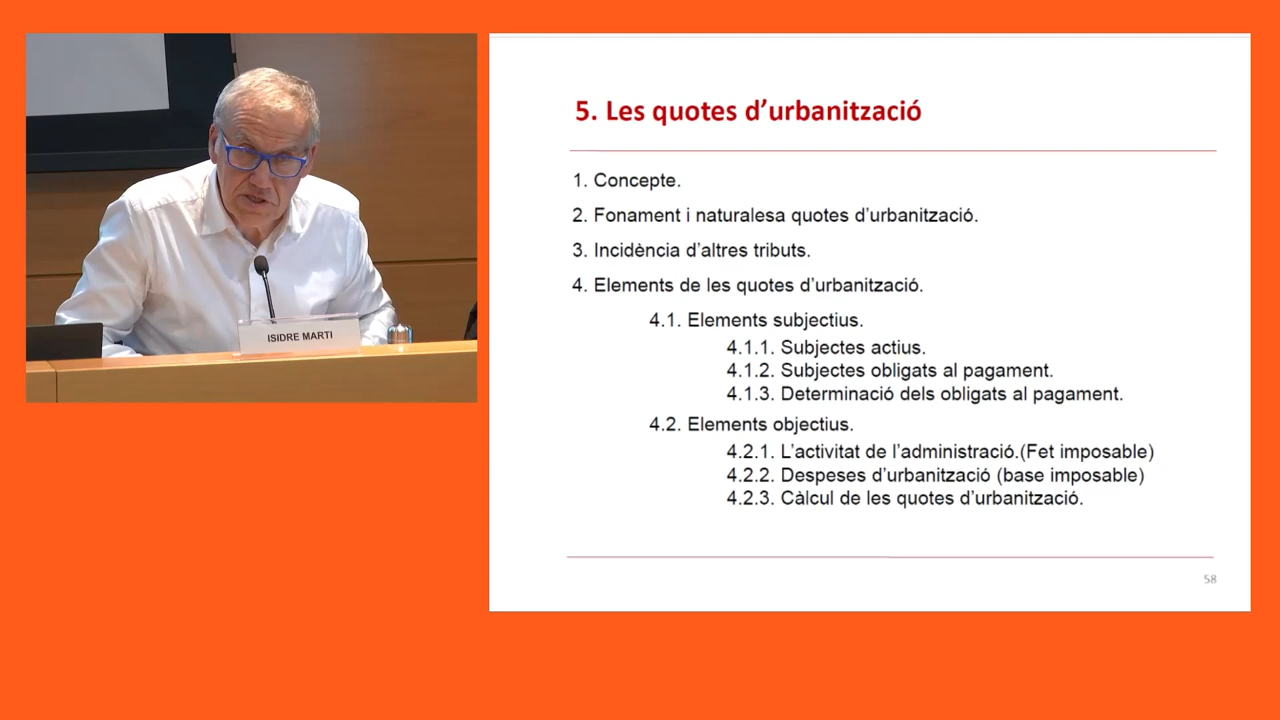 ISIDRE MARTI
5. Les quotes d’urbanització
1. Concepte.
2. Fonament i naturalesa quotes d’urbanització.
3. Incidència d’altres tributs.
4. Elements de les quotes d’urbanització.
4.1. Elements subjectius.
4.1.1. Subjectes actius.
4.1.2. Subjectes obligats al pagament.
4.1.3. Determinació dels obligats al pagament.
4.2. Elements objectius.
4.2.1. L’activitat de l’administració.(Fet imposable)
4.2.2. Despeses d’urbanització (base imposable)
4.2.3. Càlcul de les quotes d’urbanització.
58